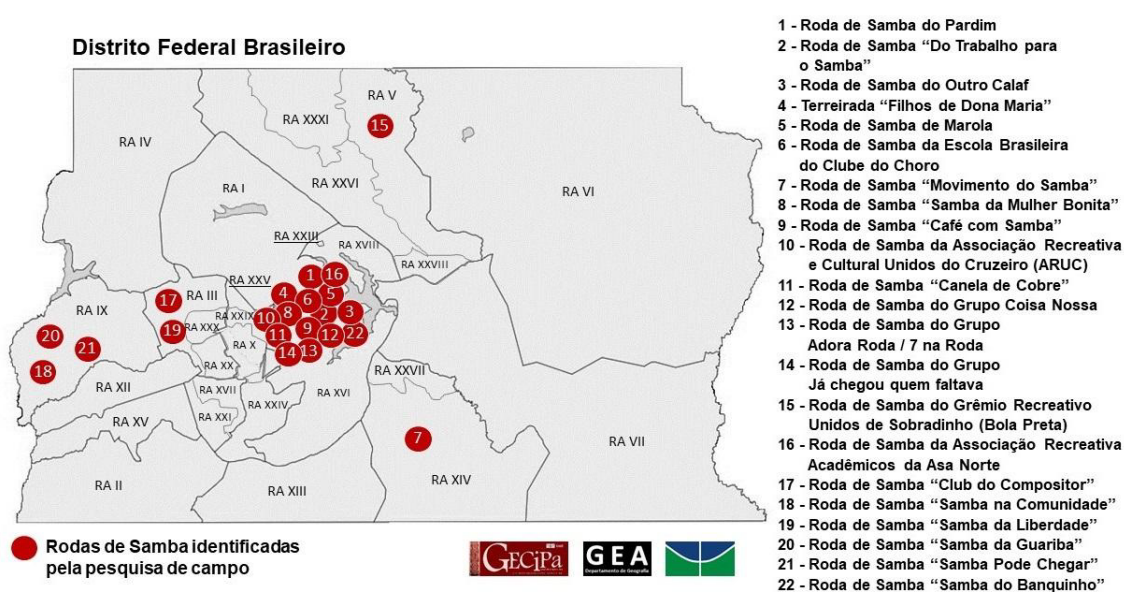 Distrito Federal Brasileiro
RA IV
RA XXXI
RA V
15
RA VI
RA I
RA XXVI
RA XXIII
RA XVIII
RA XXVIII
RA XXV
1
16
4
6
5
8
2
3
10
9
11
12
22
14
13
17
RA III
RA IX
RA XXIX
19
RA XXX
20
21
18
RA X
RA XX
RA XXVII
RA XII
RA XVII
RA XVI
RA XXIV
RA XV
RA XXI
7
RA VII
RA II
RA XIII
RA XIV
Rodas de Samba identificadas
pela pesquisa de campo
GECIPA
GEA
Departamento de Geografia
1 - Roda de Samba do Pardim
2 - Roda de Samba “Do Trabalho para
o Samba”
3 - Roda de Samba do Outro Calaf
4 - Terreirada “Filhos de Dona Maria”
5 - Roda de Samba de Marola
6 - Roda de Samba da Escola Brasileira
do Clube do Choro
7 - Roda de Samba “Movimento do Samba”
8 - Roda de Samba “Samba da Mulher Bonita”
9 - Roda de Samba “Café com Samba”
10 - Roda de Samba da Associação Recreativa
e Cultural Unidos do Cruzeiro (ARUC)
11 - Roda de Samba “Canela de Cobre”
12 - Roda de Samba do Grupo Coisa Nossa
13 - Roda de Samba do Grupo
Adora Roda / 7 na Roda
14 - Roda de Samba do Grupo
Já chegou quem faltava
15 - Roda de Samba do Grêmio Recreativo
Unidos de Sobradinho (Bola Preta)
16 - Roda de Samba da Associação Recreativa
Acadêmicos da Asa Norte
17 - Roda de Samba “Club do Compositor”
18 - Roda de Samba “Samba na Comunidade”
19 - Roda de Samba “Samba da Liberdade”
20 - Roda de Samba “Samba da Guariba”
21 - Roda de Samba “Samba Pode Chegar”
22 - Roda de Samba “Samba do Banquinho”